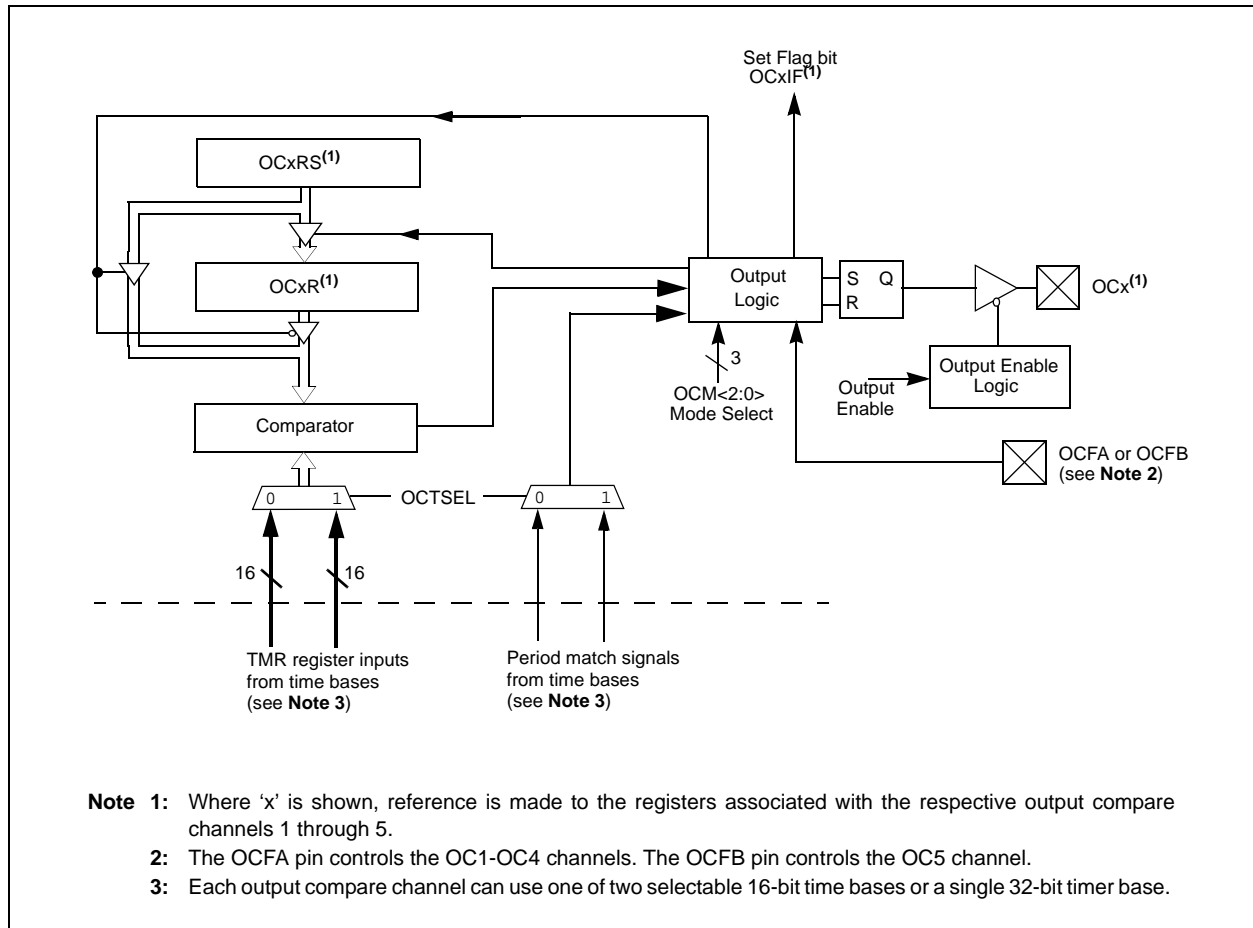 Set Flag bit
OCxIF(1)
OCxRS(1)
OCxR(1)
Output
Logic
S Q
R
OCx(1)
3
OCM<2:0>
Mode Select
Output
Enable
Output Enable
Logic
Comparator
OCFA or OCFB
(see Note 2)
0 1
OCTSEL
0 1
16
16
TMR register inputs
from time bases
(see Note 3)
Period match signals
from time bases
(see Note 3)
Note 1: Where ‘x’ is shown, reference is made to the registers associated with the respective output compare
channels 1 through 5.
2: The OCFA pin controls the OC1-OC4 channels. The OCFB pin controls the OC5 channel.
3: Each output compare channel can use one of two selectable 16-bit time bases or a single 32-bit timer base.